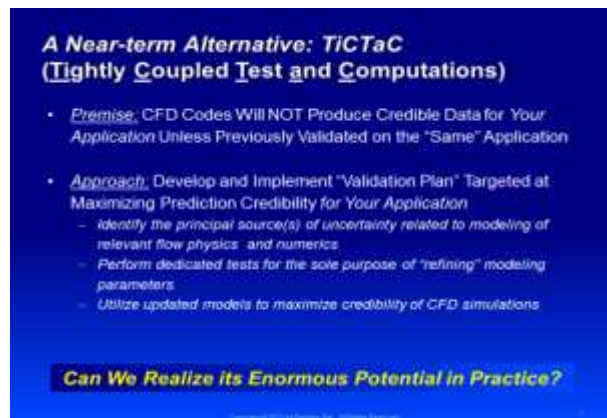 A Near-term Alternative: TiCTaC
(Tightly Coupled Test and Computations)
• Premise: CFD Codes Will NOT Produce Credible Data for Your
Application Unless Previously Validated on the “Same” Application
• Approach: Develop and Implement “Validation Plan” Targeted at
Maximizing Prediction Credibility for Your Application
– Identify the principal source(s) of uncertainty related to modeling of
relevant flow physics and numerics
– Perform dedicated tests for the sole purpose of “refining” modeling
parameters
– Utilize updated models to maximize credibility of CFD simulations
Can We Realize its Enormous Potential in Practice?